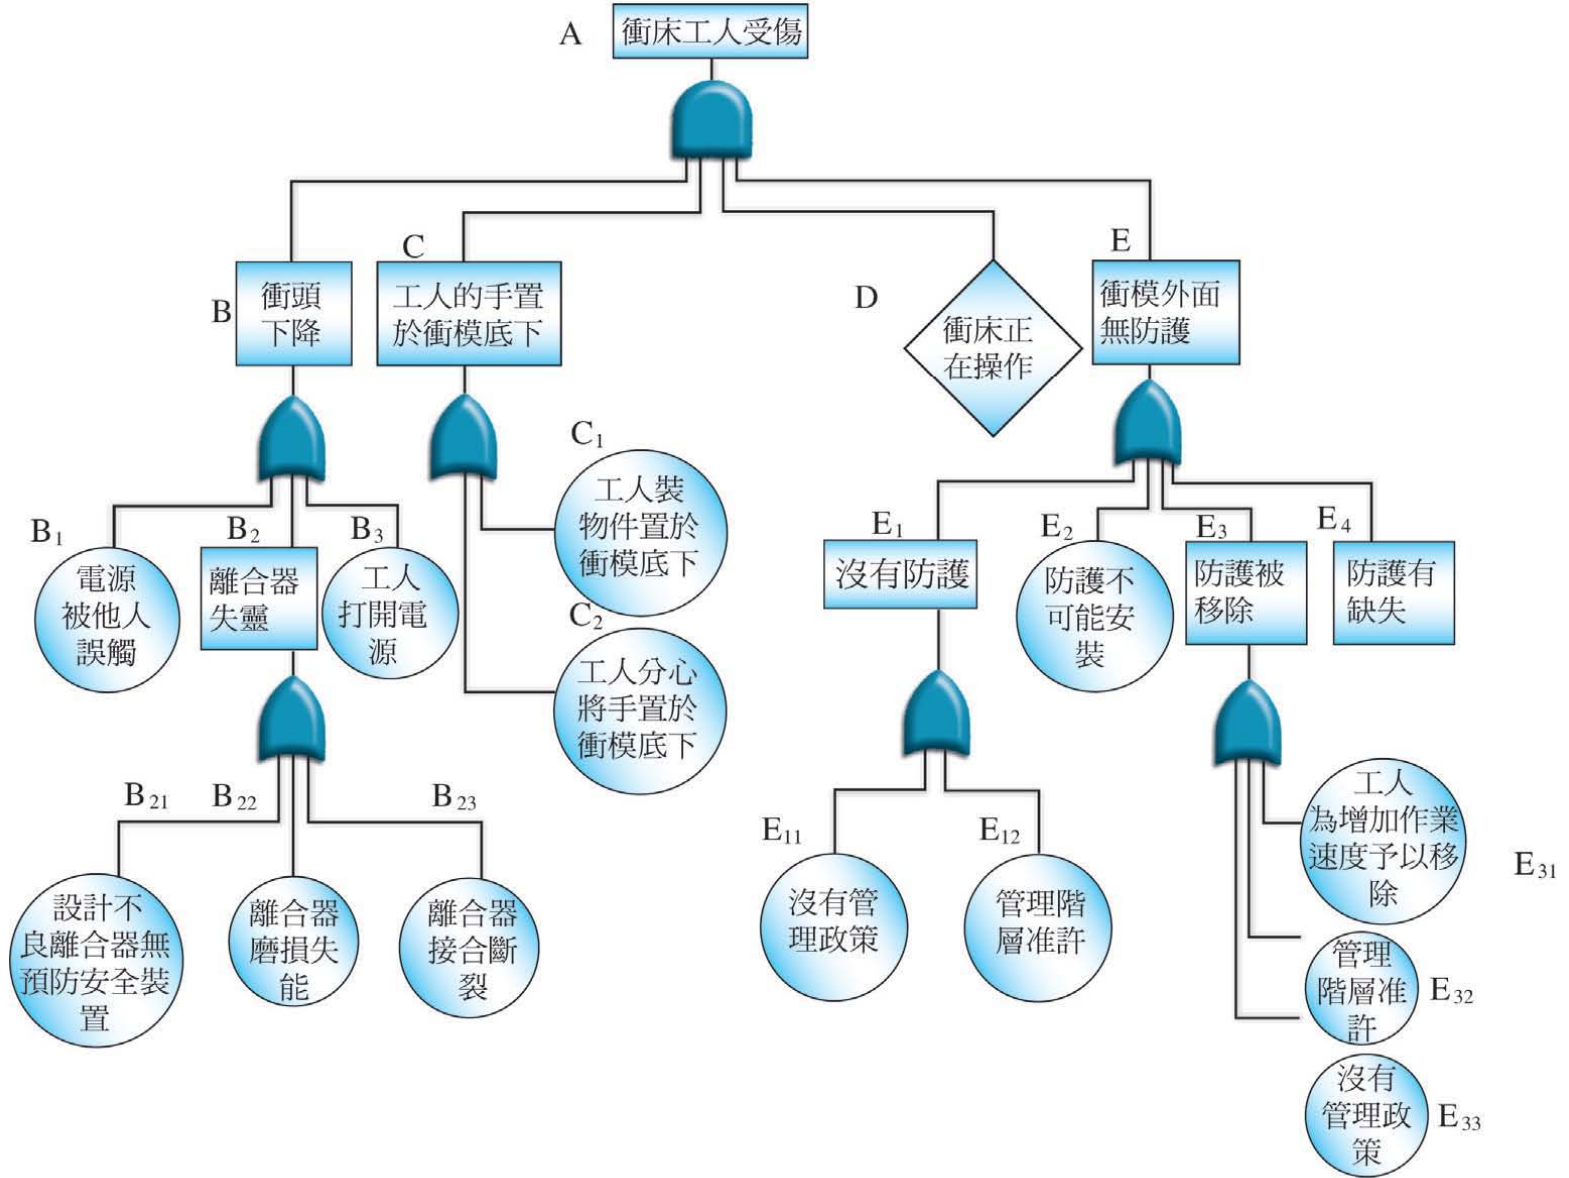 A
衝床工人受傷
B
衝頭
下降
C
工人的手置
於衝模底下
D
衝床正
在操作
E
衝模外面
無防護
B1
電源
被他人
誤觸
B2
離合器
失靈
B3
工人
打開電
源
C1
工人裝
物件置於
衝模底下
C2
工人分心
將手置於
衝模底下
E1
沒有防護
E2
防護不
可能安
裝
E3
防護被
移除
E4
防護有
缺失
B21
設計不
良離合器無
預防安全裝
置
B22
離合器
磨損失
能
B23
離合器
接合斷
裂
E11
沒有管
理政策
E12
管理階
層准許
工人
為增加作業
速度予以移
除
E31
管理
階層准
許
E32
沒有
管理政
策
E33